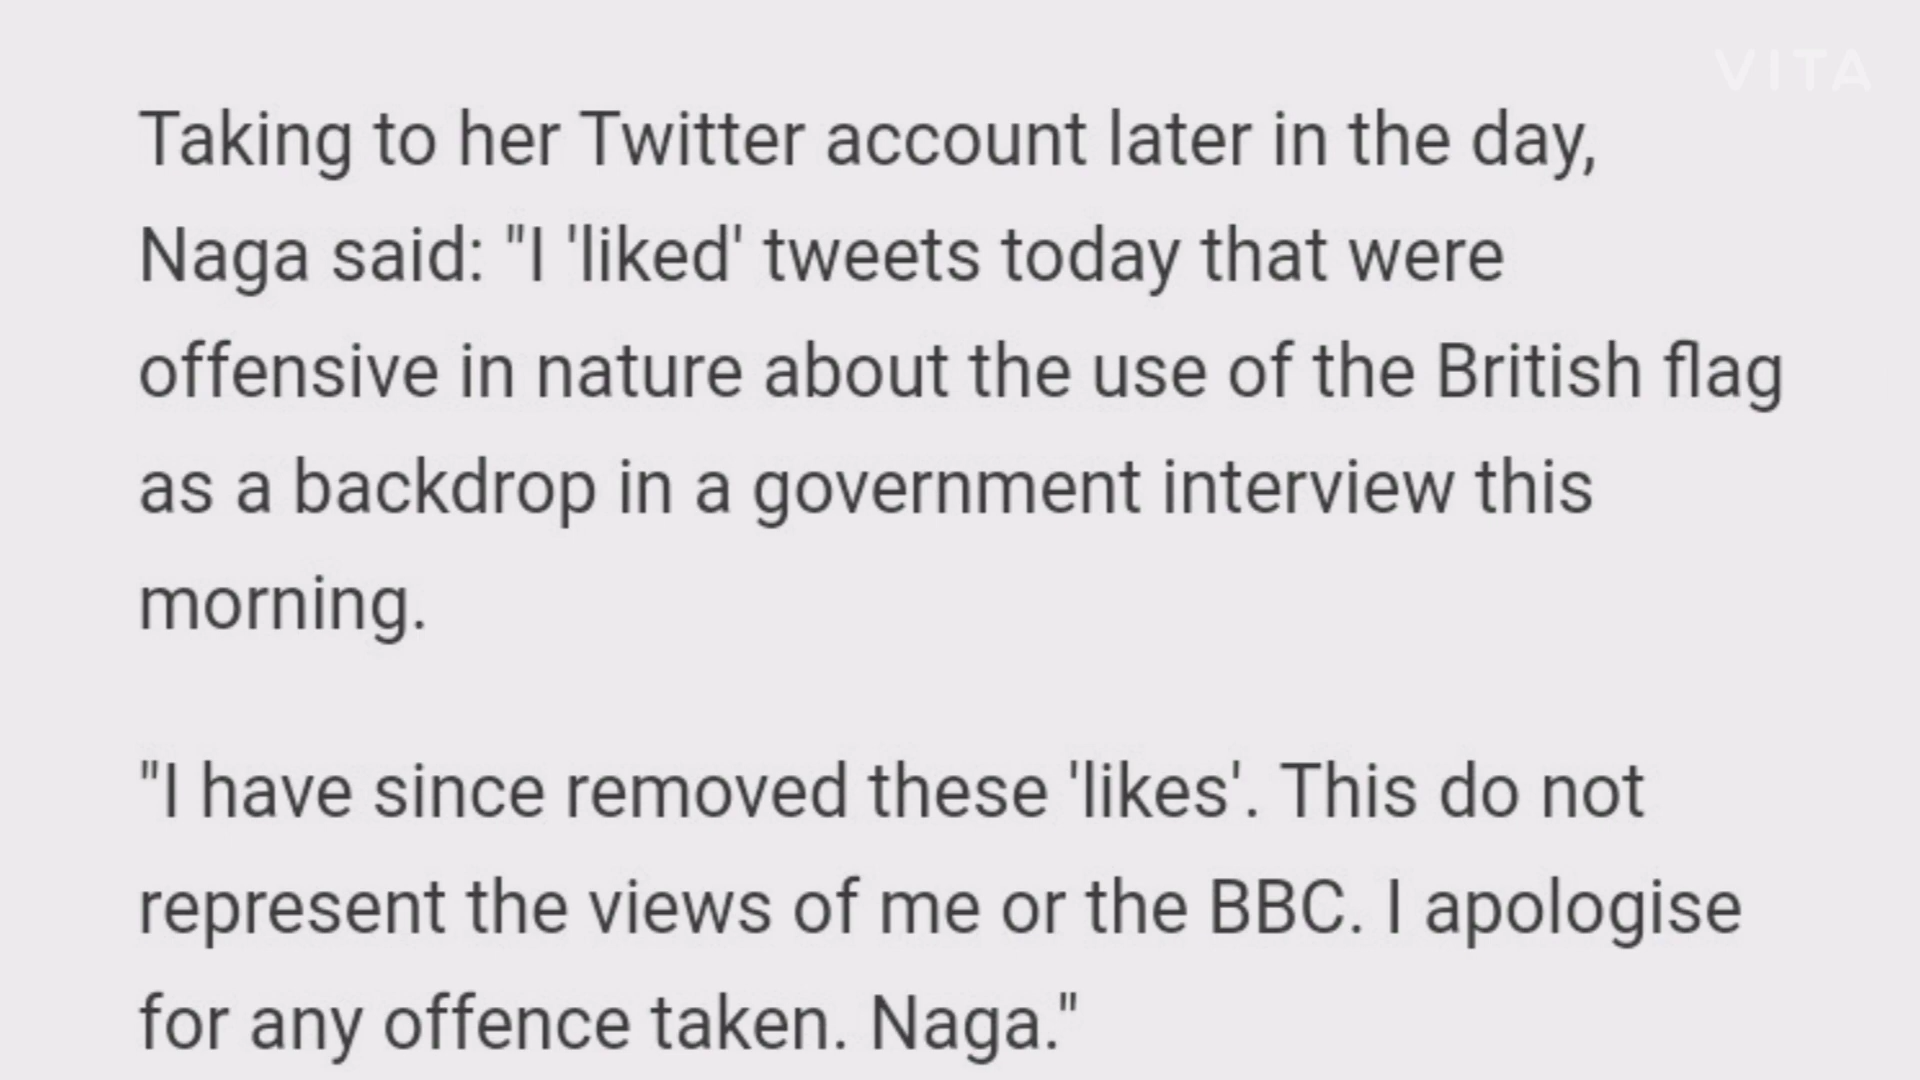 VITA
Taking to her Twitter account later in the day,
Naga said: "I 'liked' tweets today that were
offensive in nature about the use of the British flag
as a backdrop in a government interview this
morning.
"I have since removed these 'likes'. This do not
represent the views of me or the BBC. I apologise
for any offence taken. Naga."